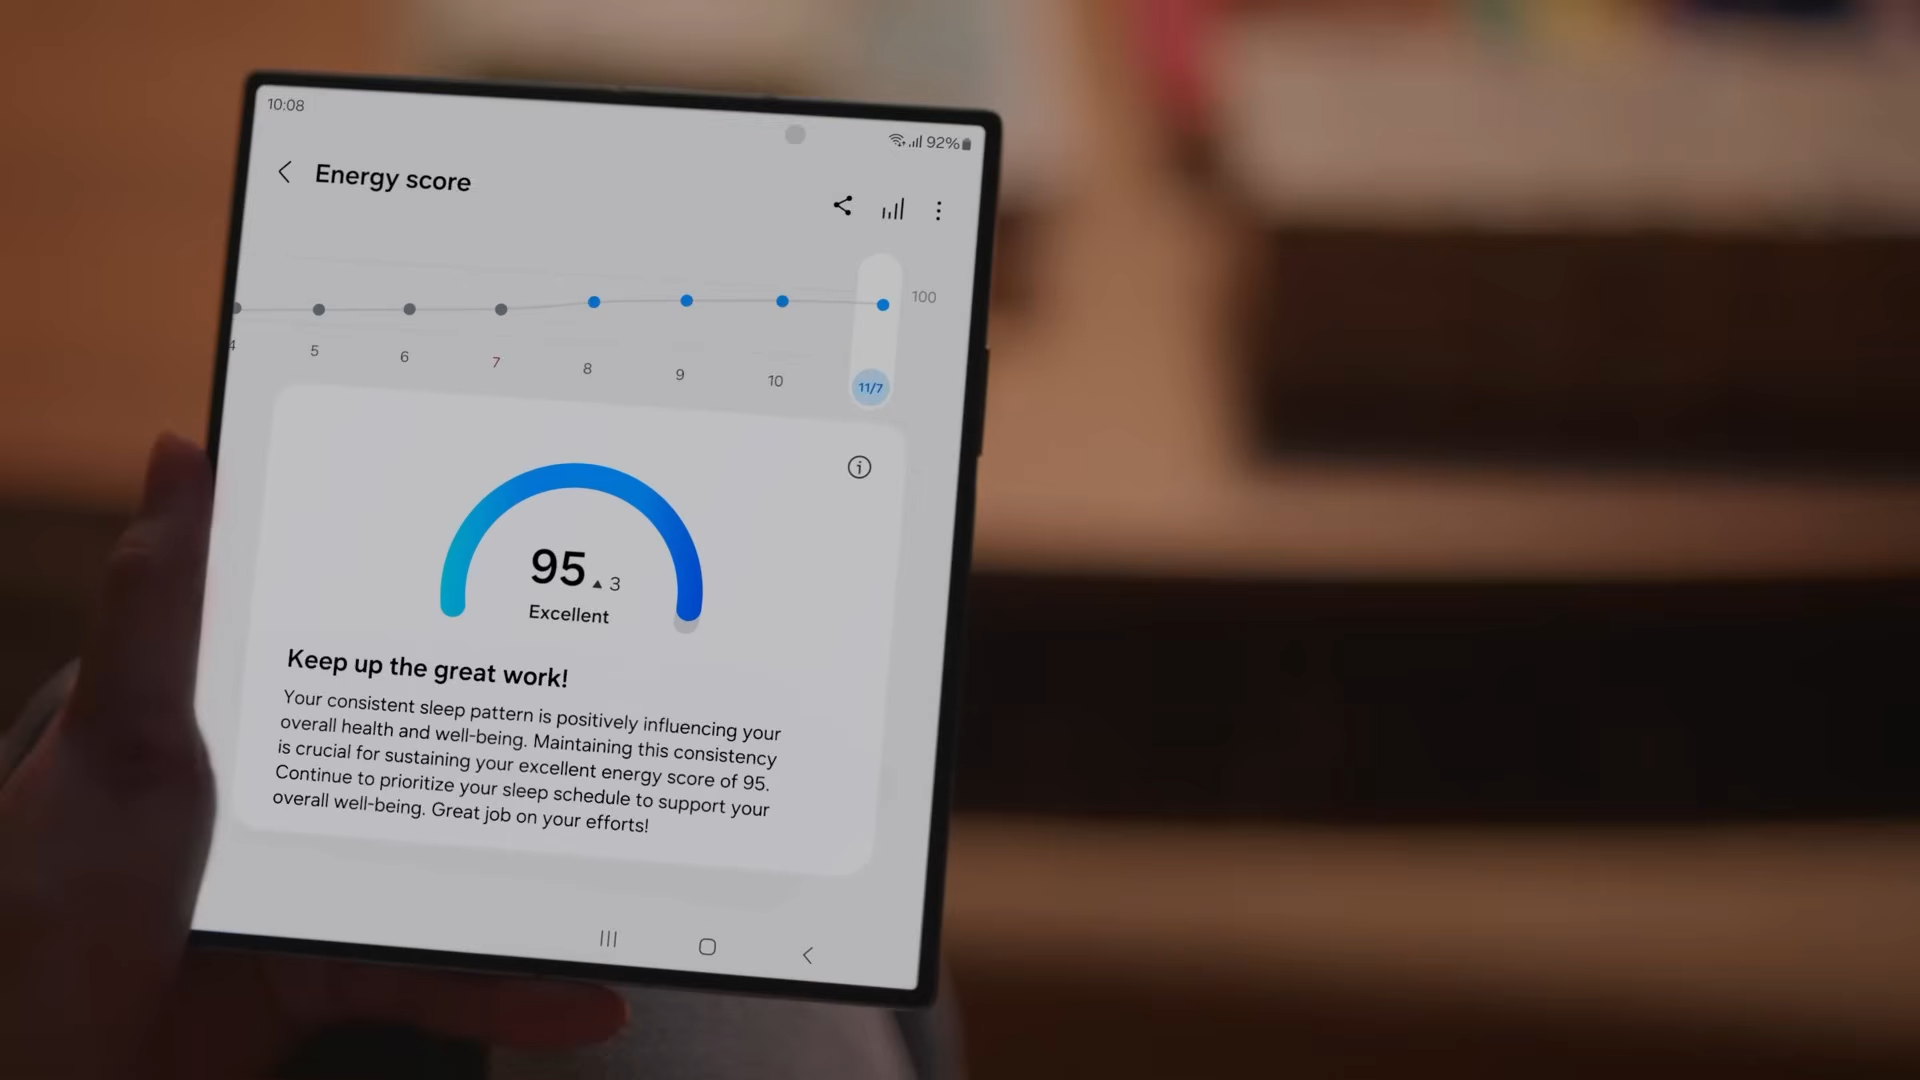 10:08
92%
Energy score
100
4
5
6
7
8
9
10
11/7
95 ▲ 3
Excellent
Keep up the great work!
Your consistent sleep pattern is positively influencing your
overall health and well-being. Maintaining this consistency
is crucial for sustaining your excellent energy score of 95.
Continue to prioritize your sleep schedule to support your
overall well-being. Great job on your efforts!